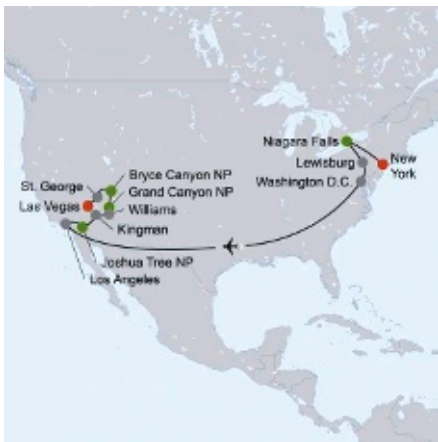 Niagara Falls
Lewisburg
New
York
Washington D.C.
Bryce Canyon NP
St. George
Grand Canyon NP
Las Vegas
Williams
Kingman
Joshua Tree NP
Los Angeles